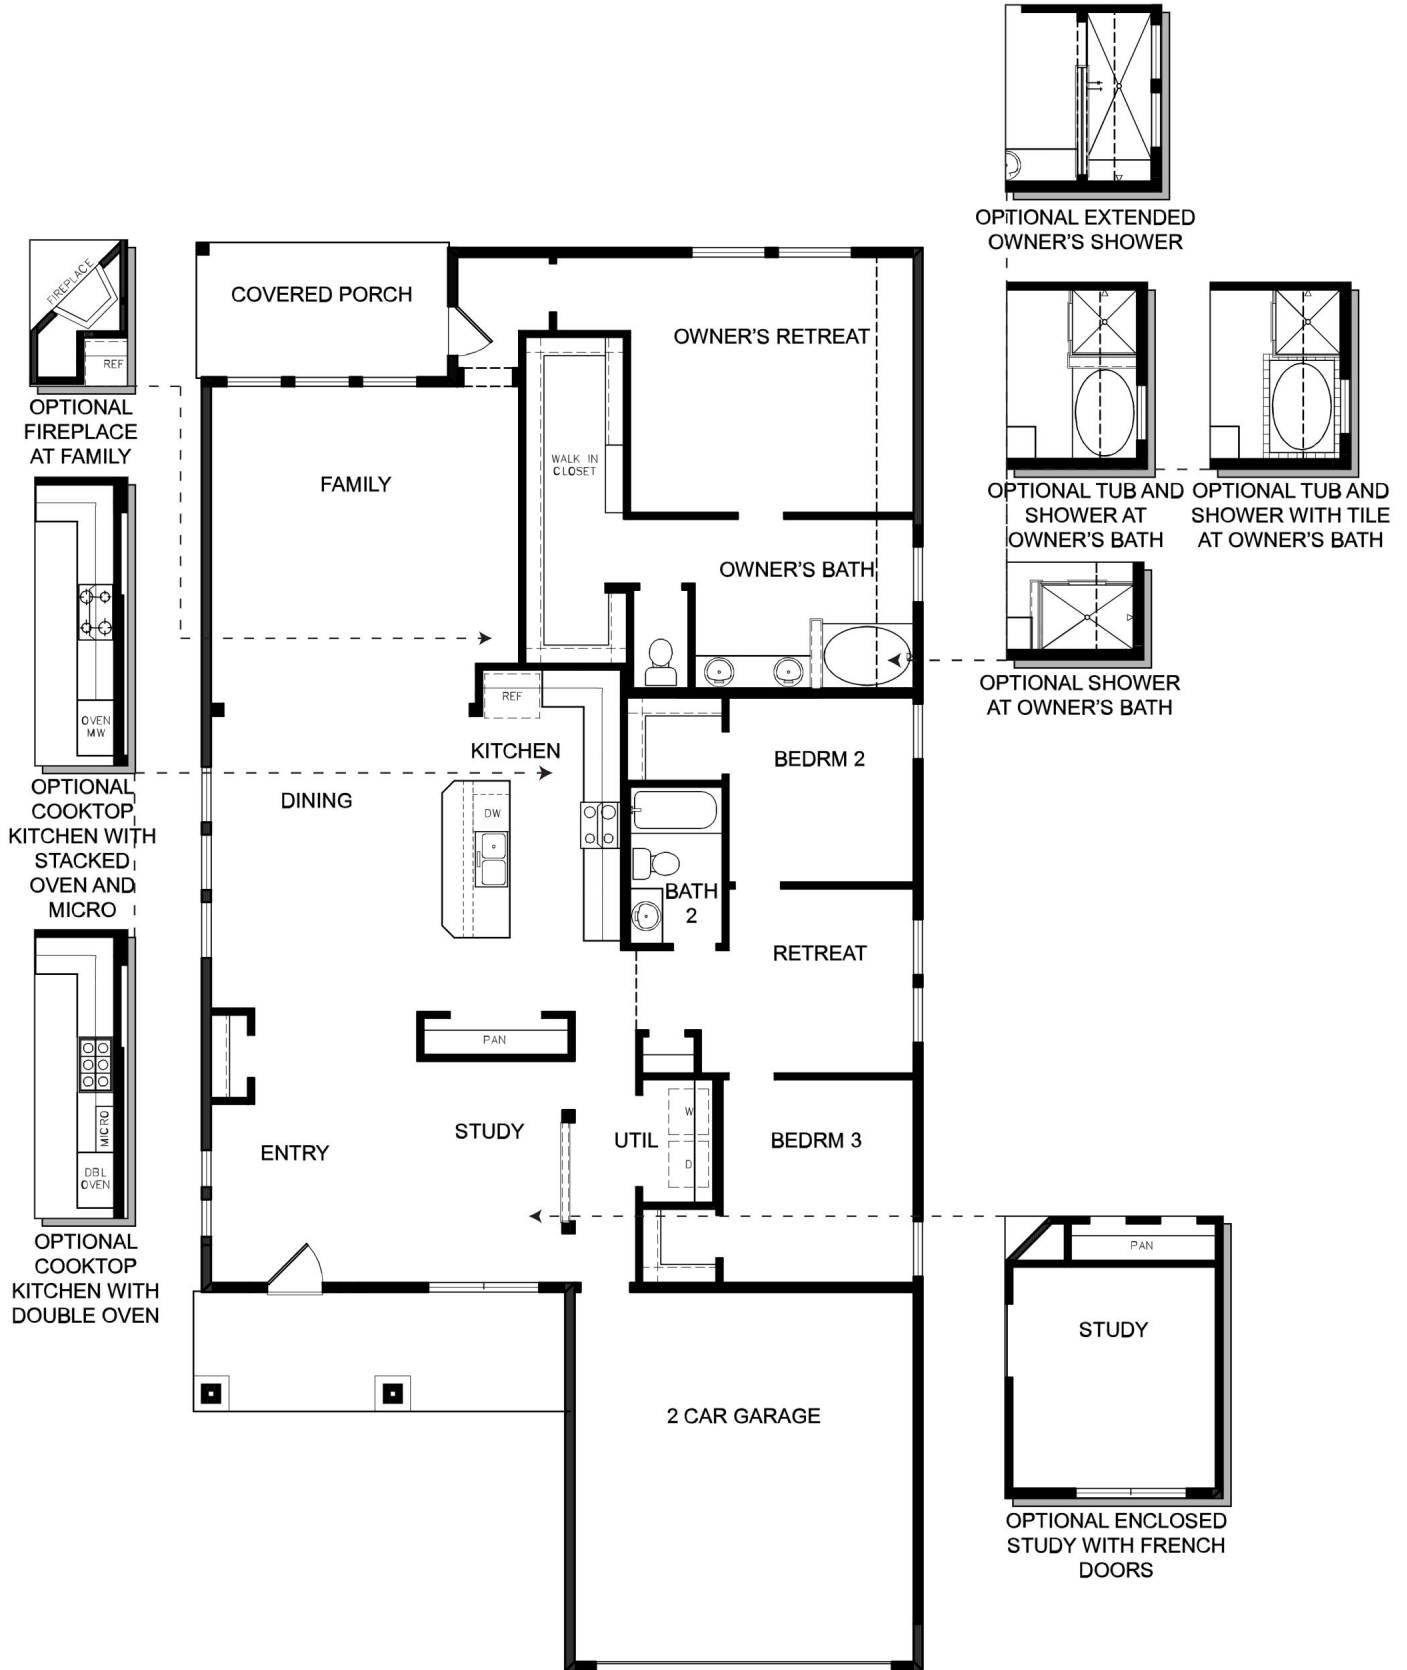 OPTIONAL EXTENDED
OWNER'S SHOWER
COVERED PORCH
FIREPLACE
REF
OPTIONAL
FIREPLACE
AT FAMILY
OWNER'S RETREAT
WALK IN
CLOSET
FAMILY
OPTIONAL TUB AND
SHOWER AT
OWNER'S BATH
OPTIONAL TUB AND
SHOWER WITH TILE
AT OWNER'S BATH
OWNER'S BATH
OPTIONAL SHOWER
AT OWNER'S BATH
OVEN
MW
OPTIONAL
COOKTOP
KITCHEN WITH
STACKED
OVEN AND
MICRO
REF
KITCHEN
DINING
DW
BEDRM 2
BATH
2
RETREAT
PAN
MICRO
DBL
OVEN
OPTIONAL
COOKTOP
KITCHEN WITH
DOUBLE OVEN
ENTRY
STUDY
UTIL
W
D
BEDRM 3
2 CAR GARAGE
PAN
STUDY
OPTIONAL ENCLOSED
STUDY WITH FRENCH
DOORS